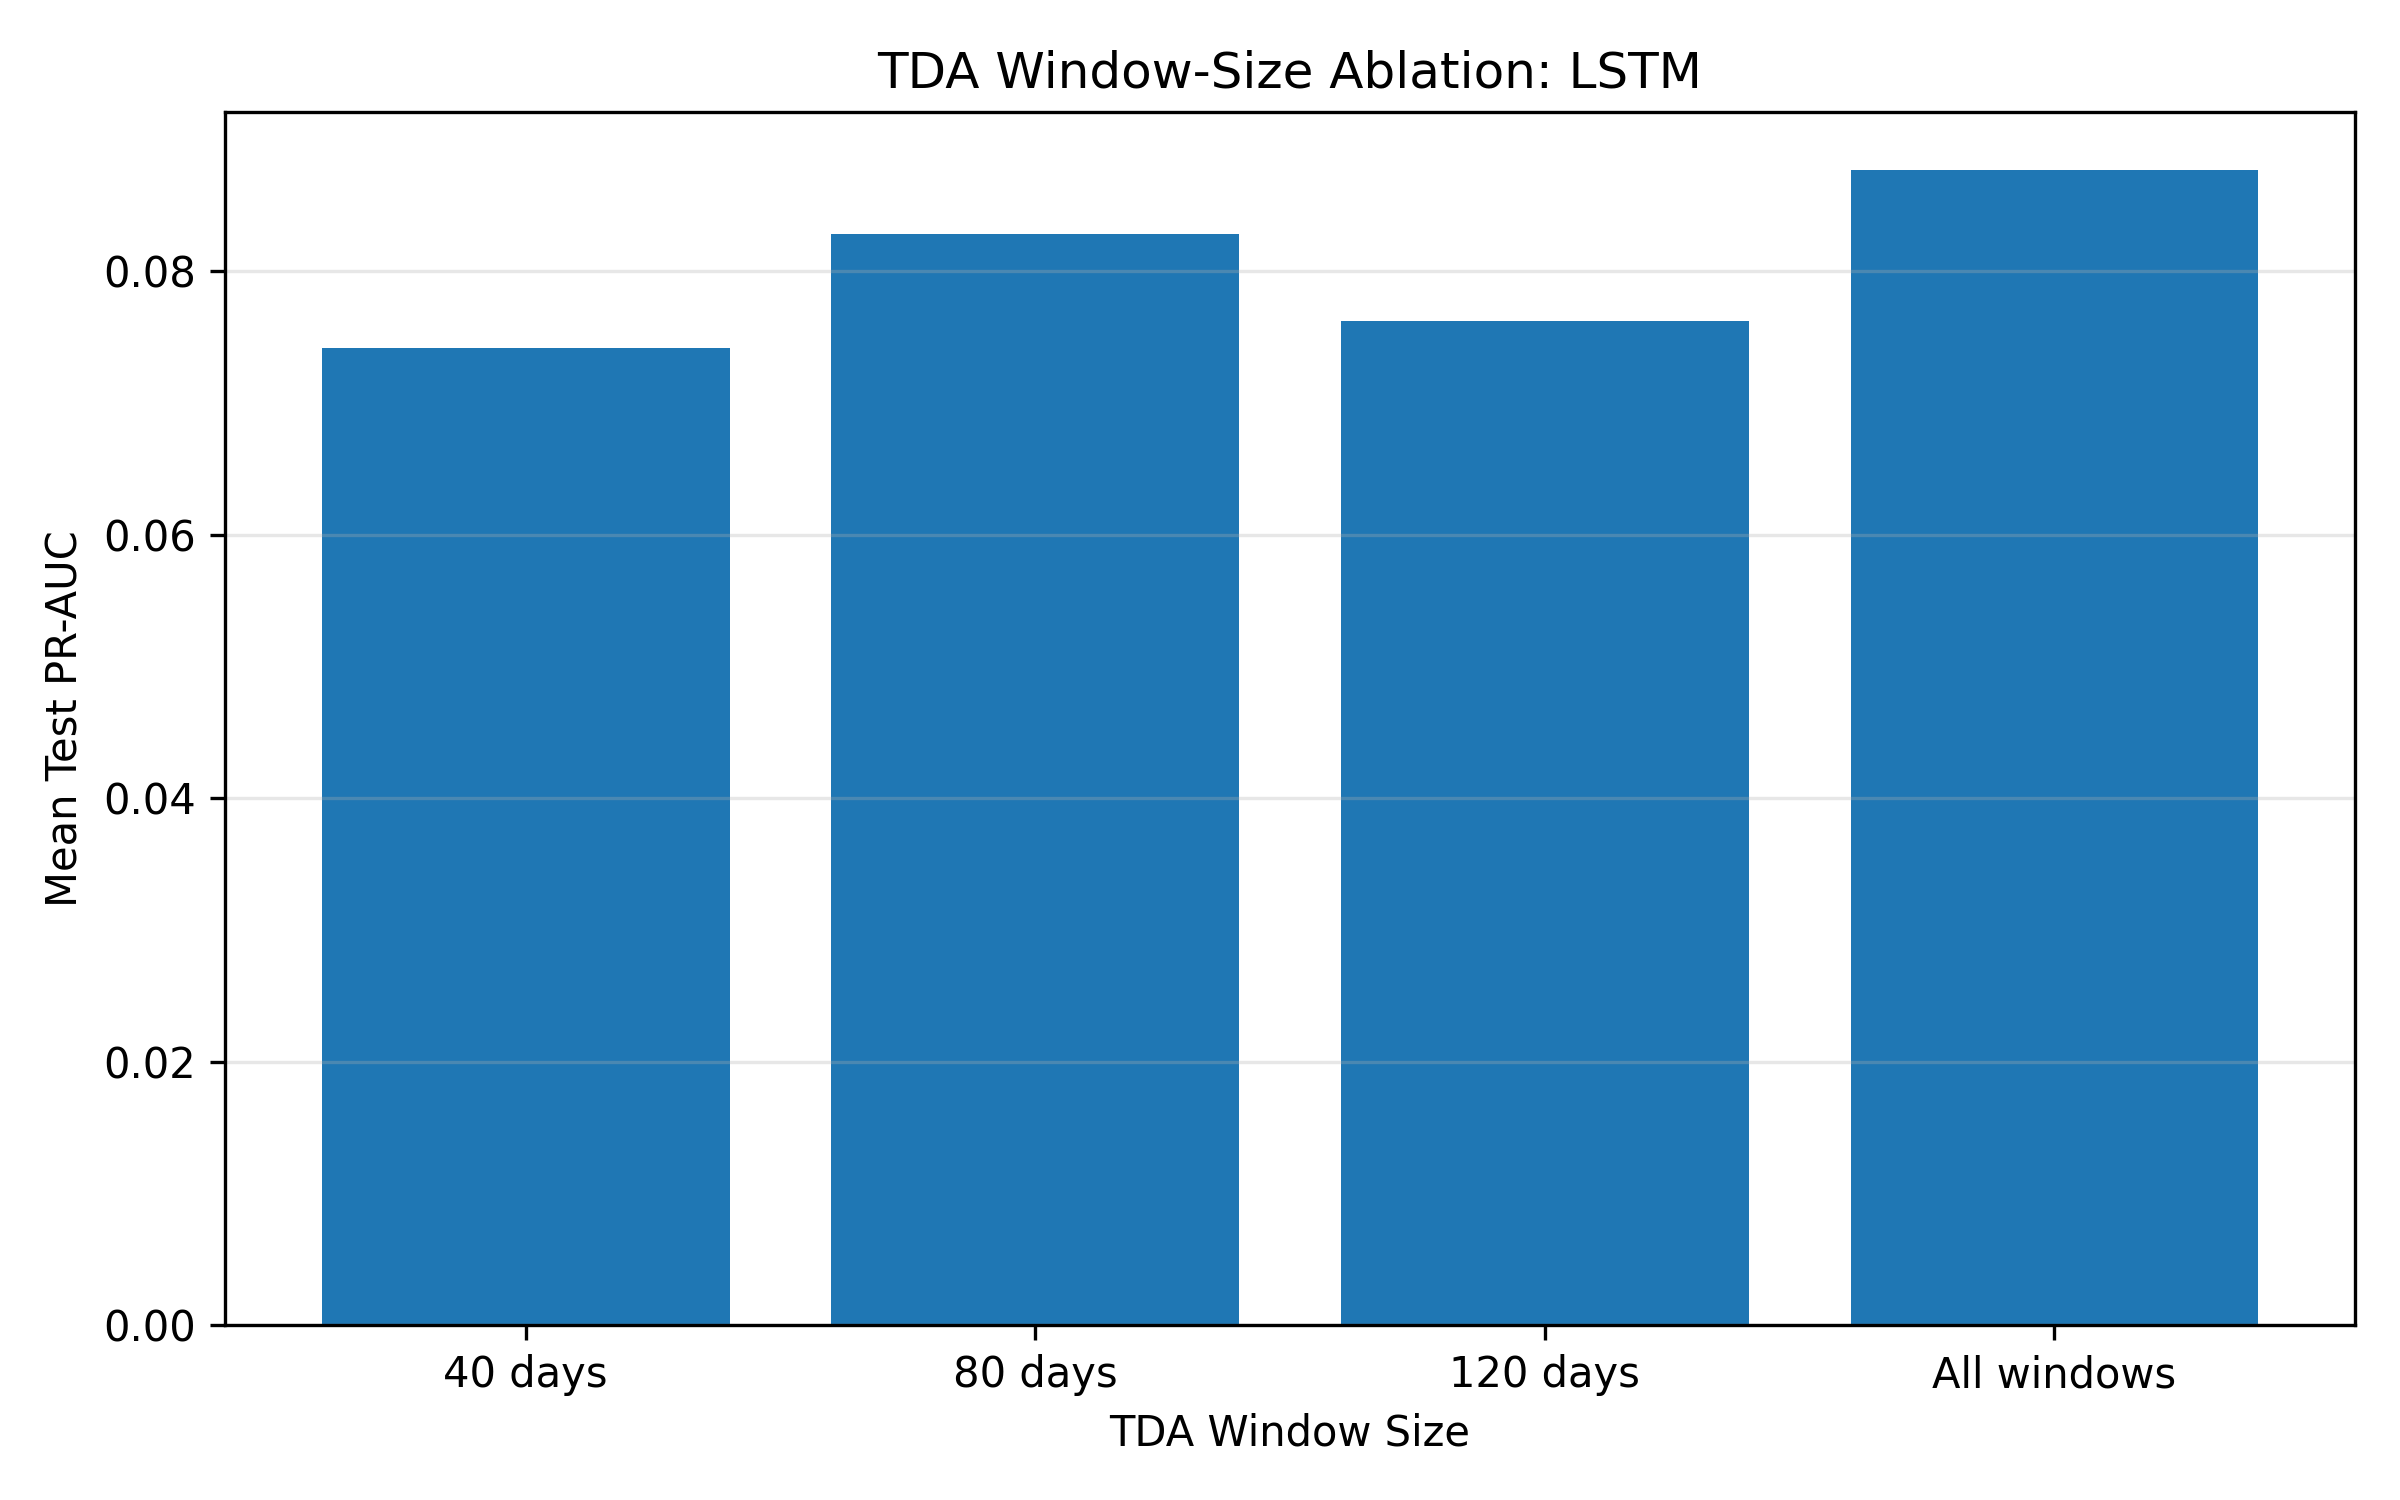 TDA Window-Size Ablation: LSTM
Mean Test PR-AUC
0.08
0.06
0.04
0.02
0.00
40 days
80 days
120 days
All windows
TDA Window Size